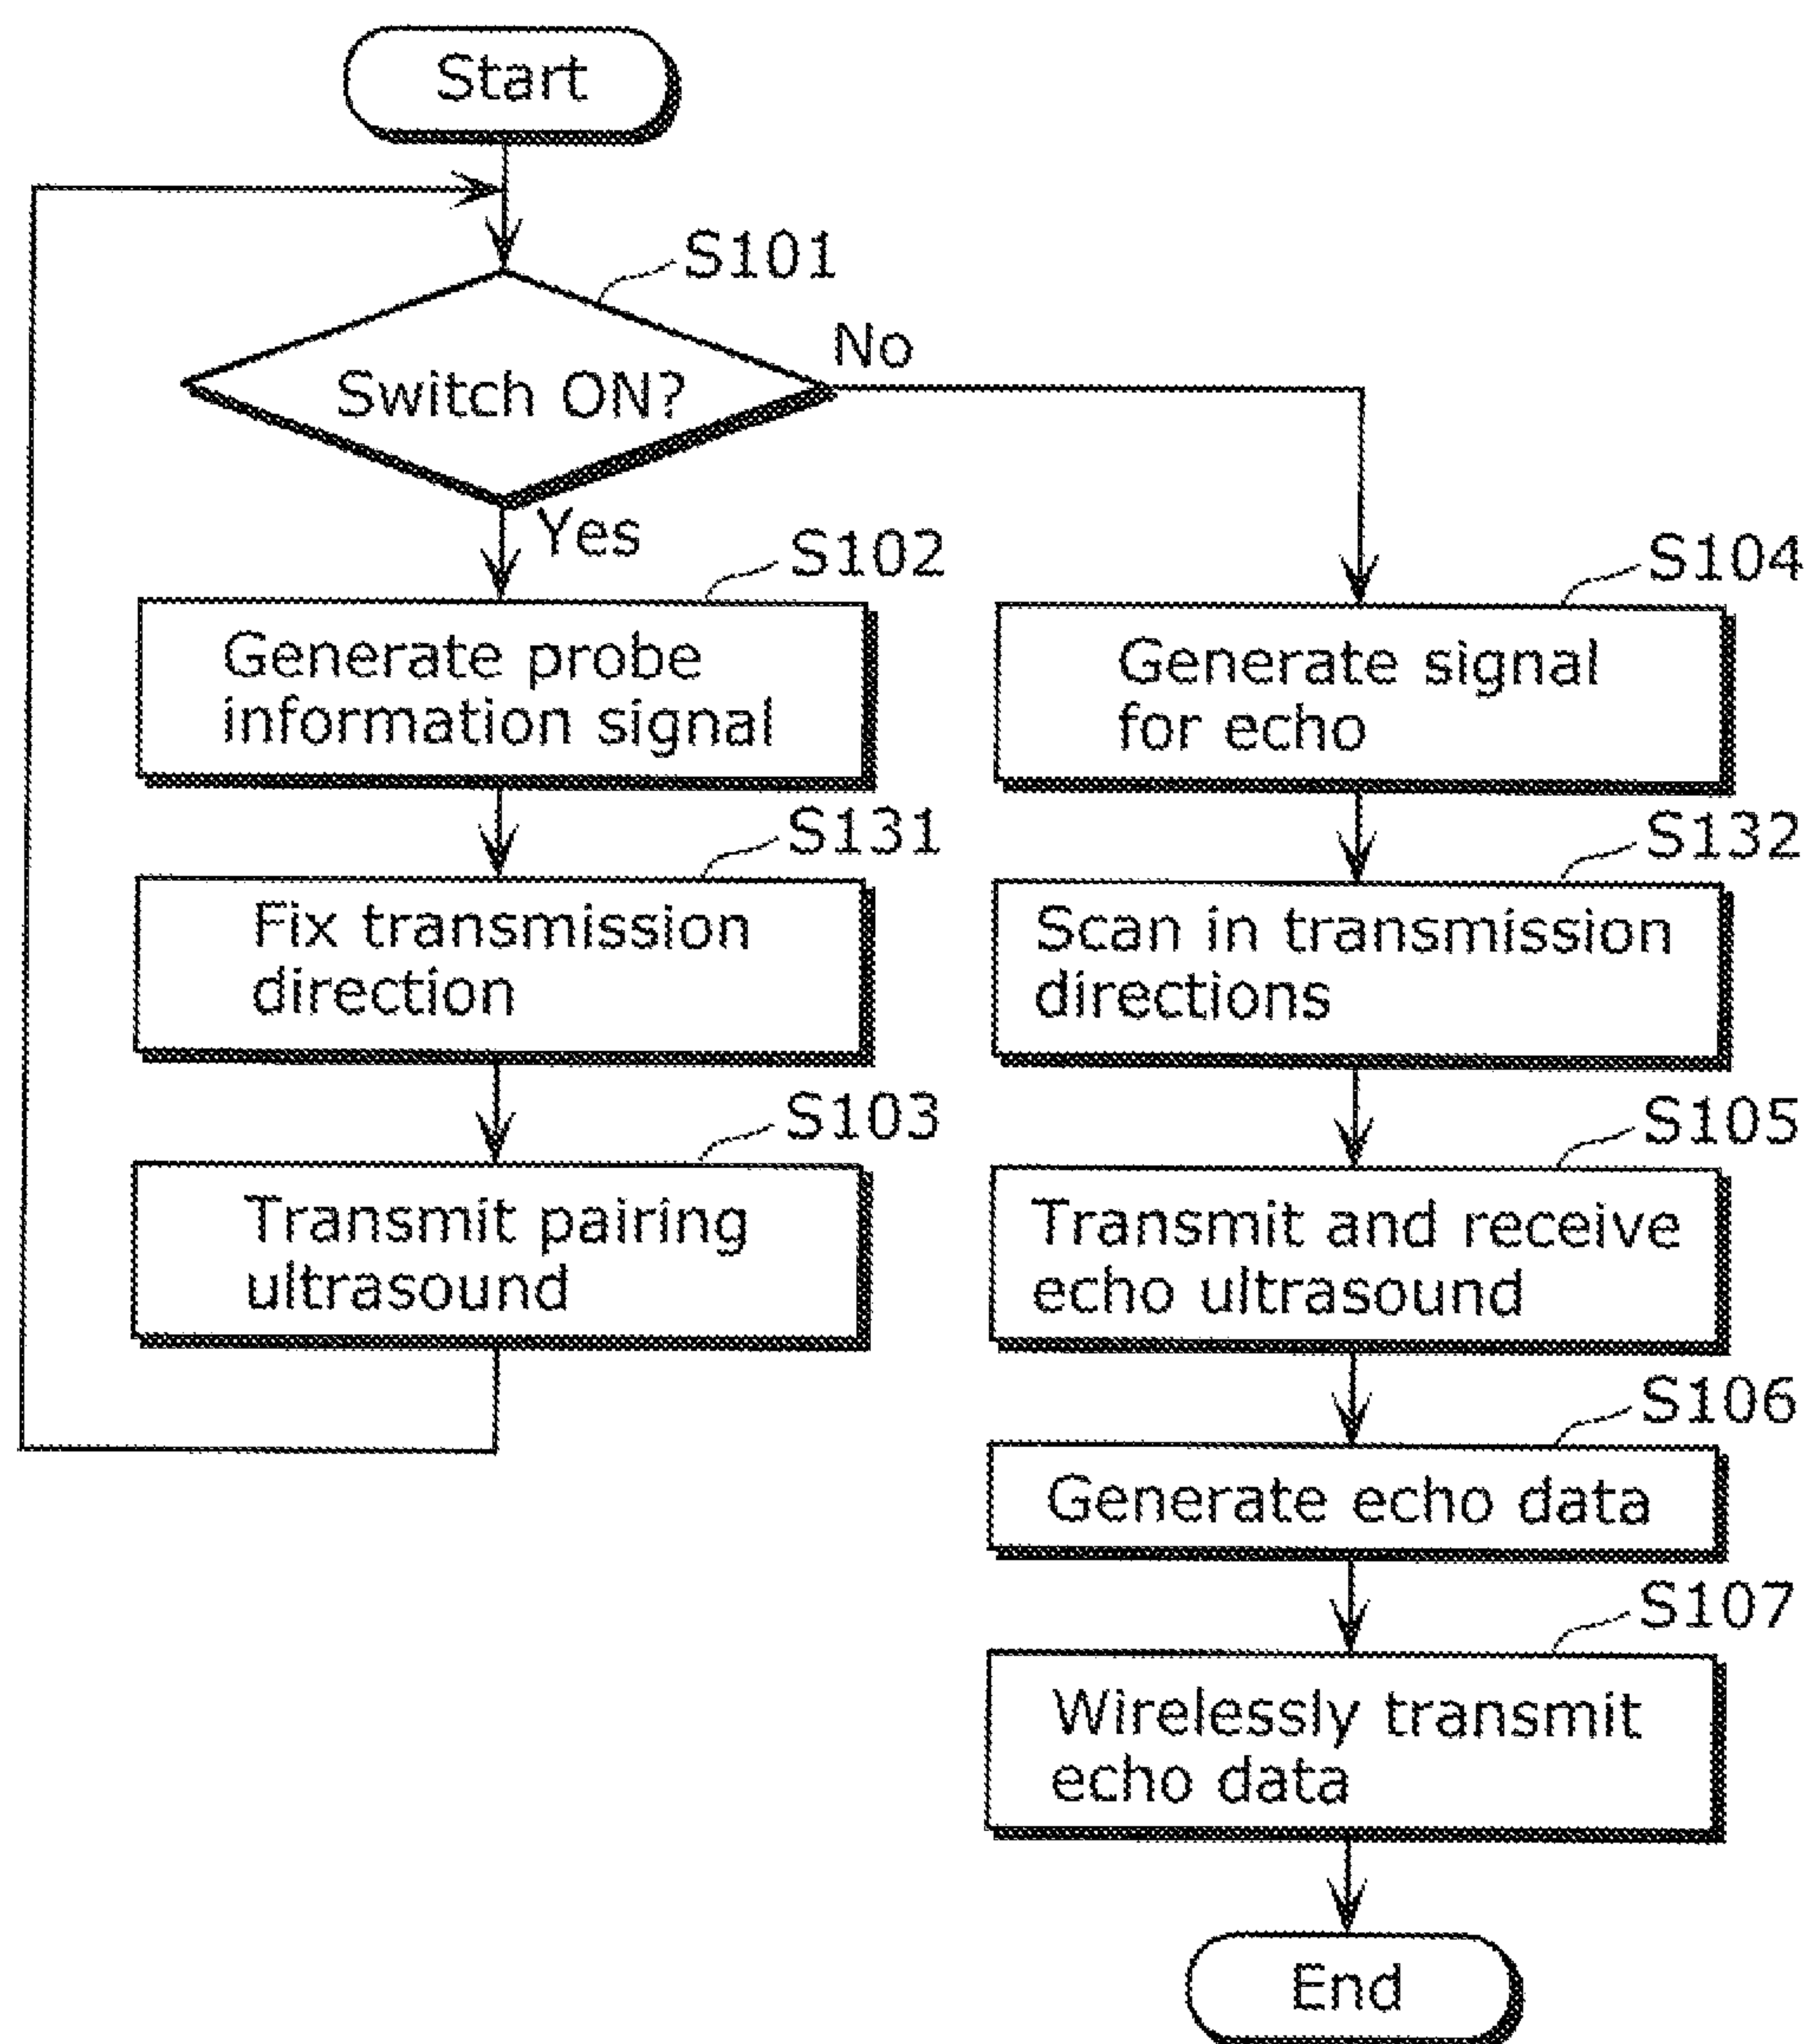 Start
S101
Switch ON?
No
Yes
S102
Generate probe
information signal
S131
Fix transmission
direction
S103
Transmit pairing
ultrasound
S104
Generate signal
for echo
S132
Scan in transmission
directions
S105
Transmit and receive
echo ultrasound
S106
Generate echo data
S107
Wirelessly transmit
echo data
End